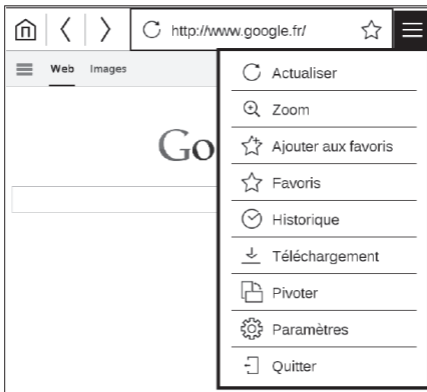 http://www.google.fr/
Web Images
Go
Actualiser
Zoom
Ajouter aux favoris
Favoris
Historique
Téléchargement
Pivoter
Paramètres
Quitter